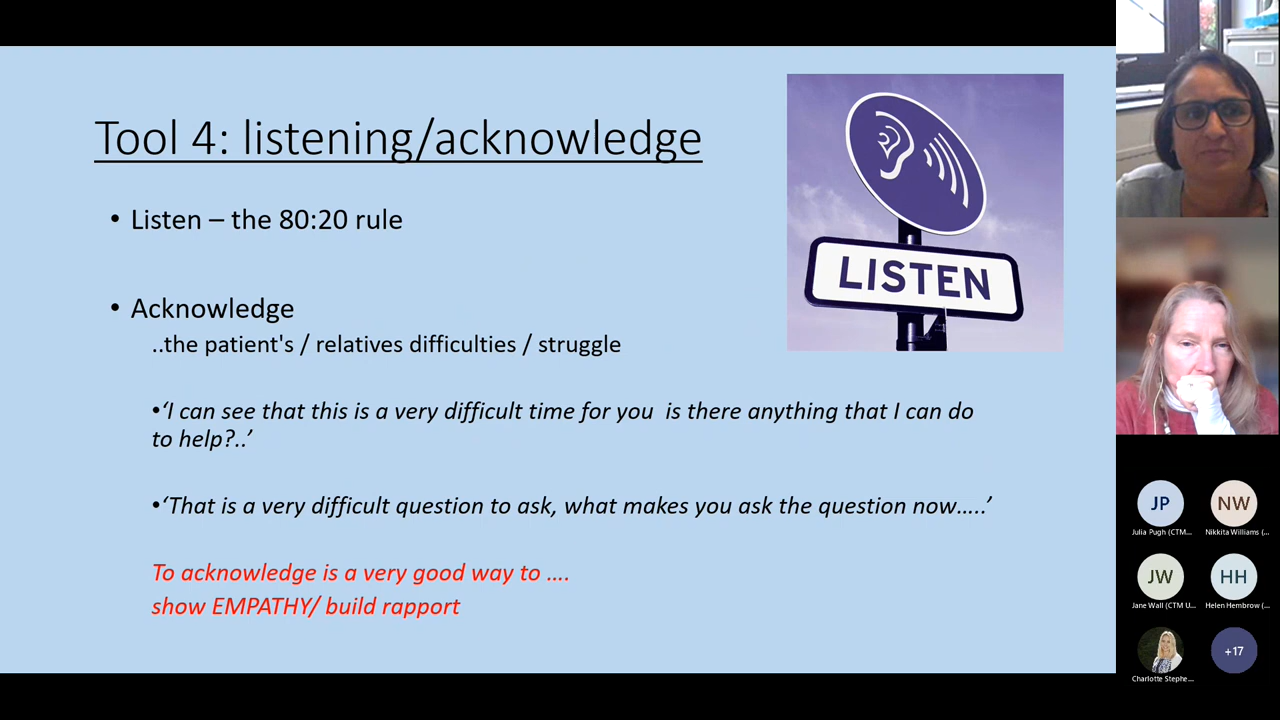 Tool 4: listening/acknowledge
• Listen – the 80:20 rule
• Acknowledge
..the patient's / relatives difficulties / struggle
•‘I can see that this is a very difficult time for you  is there anything that I can do
to help?..’
•‘That is a very difficult question to ask, what makes you ask the question now…..’
To acknowledge is a very good way to ….
show EMPATHY/ build rapport
LISTEN
JP
NW
Julia Pugh (CTM...
Nikkita Williams (...
JW
HH
Jane Wall (CTM U...
Helen Hembrow (...
+17
Charlotte Stephe...